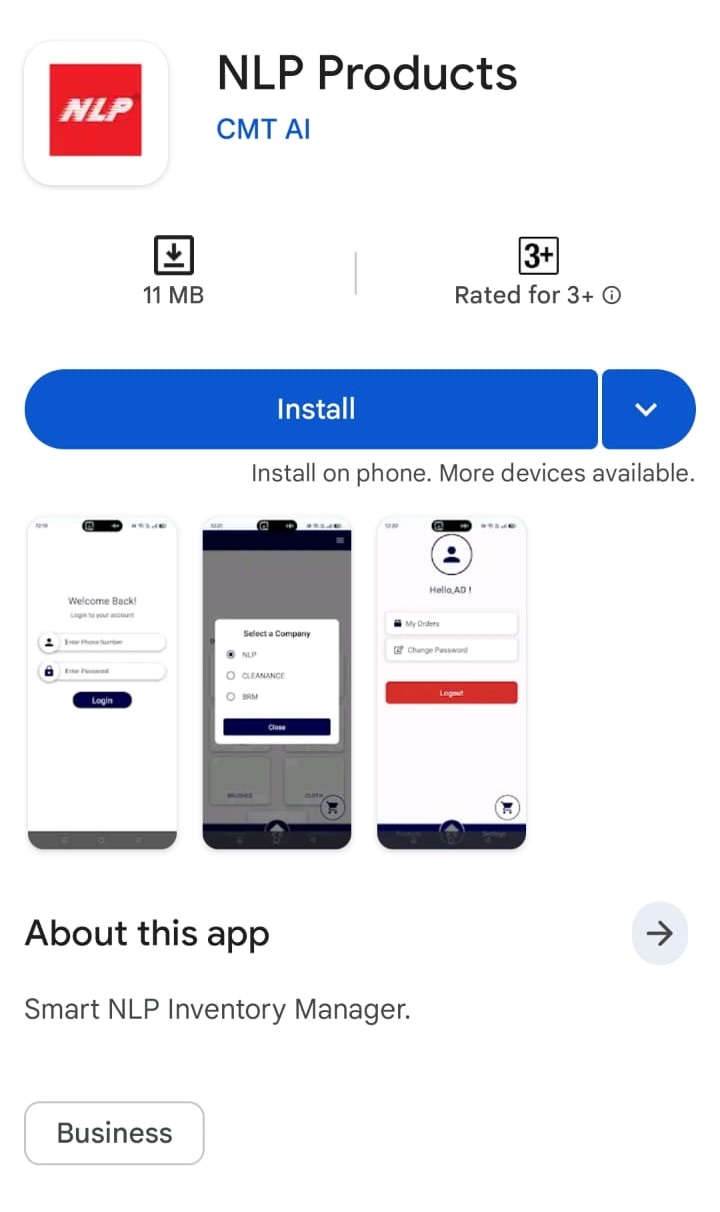 NLP
NLP Products
CMT AI
3+
11 MB
Rated for 3+
Install
Install on phone. More devices available.
12:20
Welcome Back!
Login to your account
Enter Phone Number
Enter Password
Login
Select a Company
NLP
CLEANANCE
BRM
Close
BRUSHES
CLOTH
Hello,AD !
My Orders
Change Password
Logout
Products
Settings
About this app
Smart NLP Inventory Manager.
Business